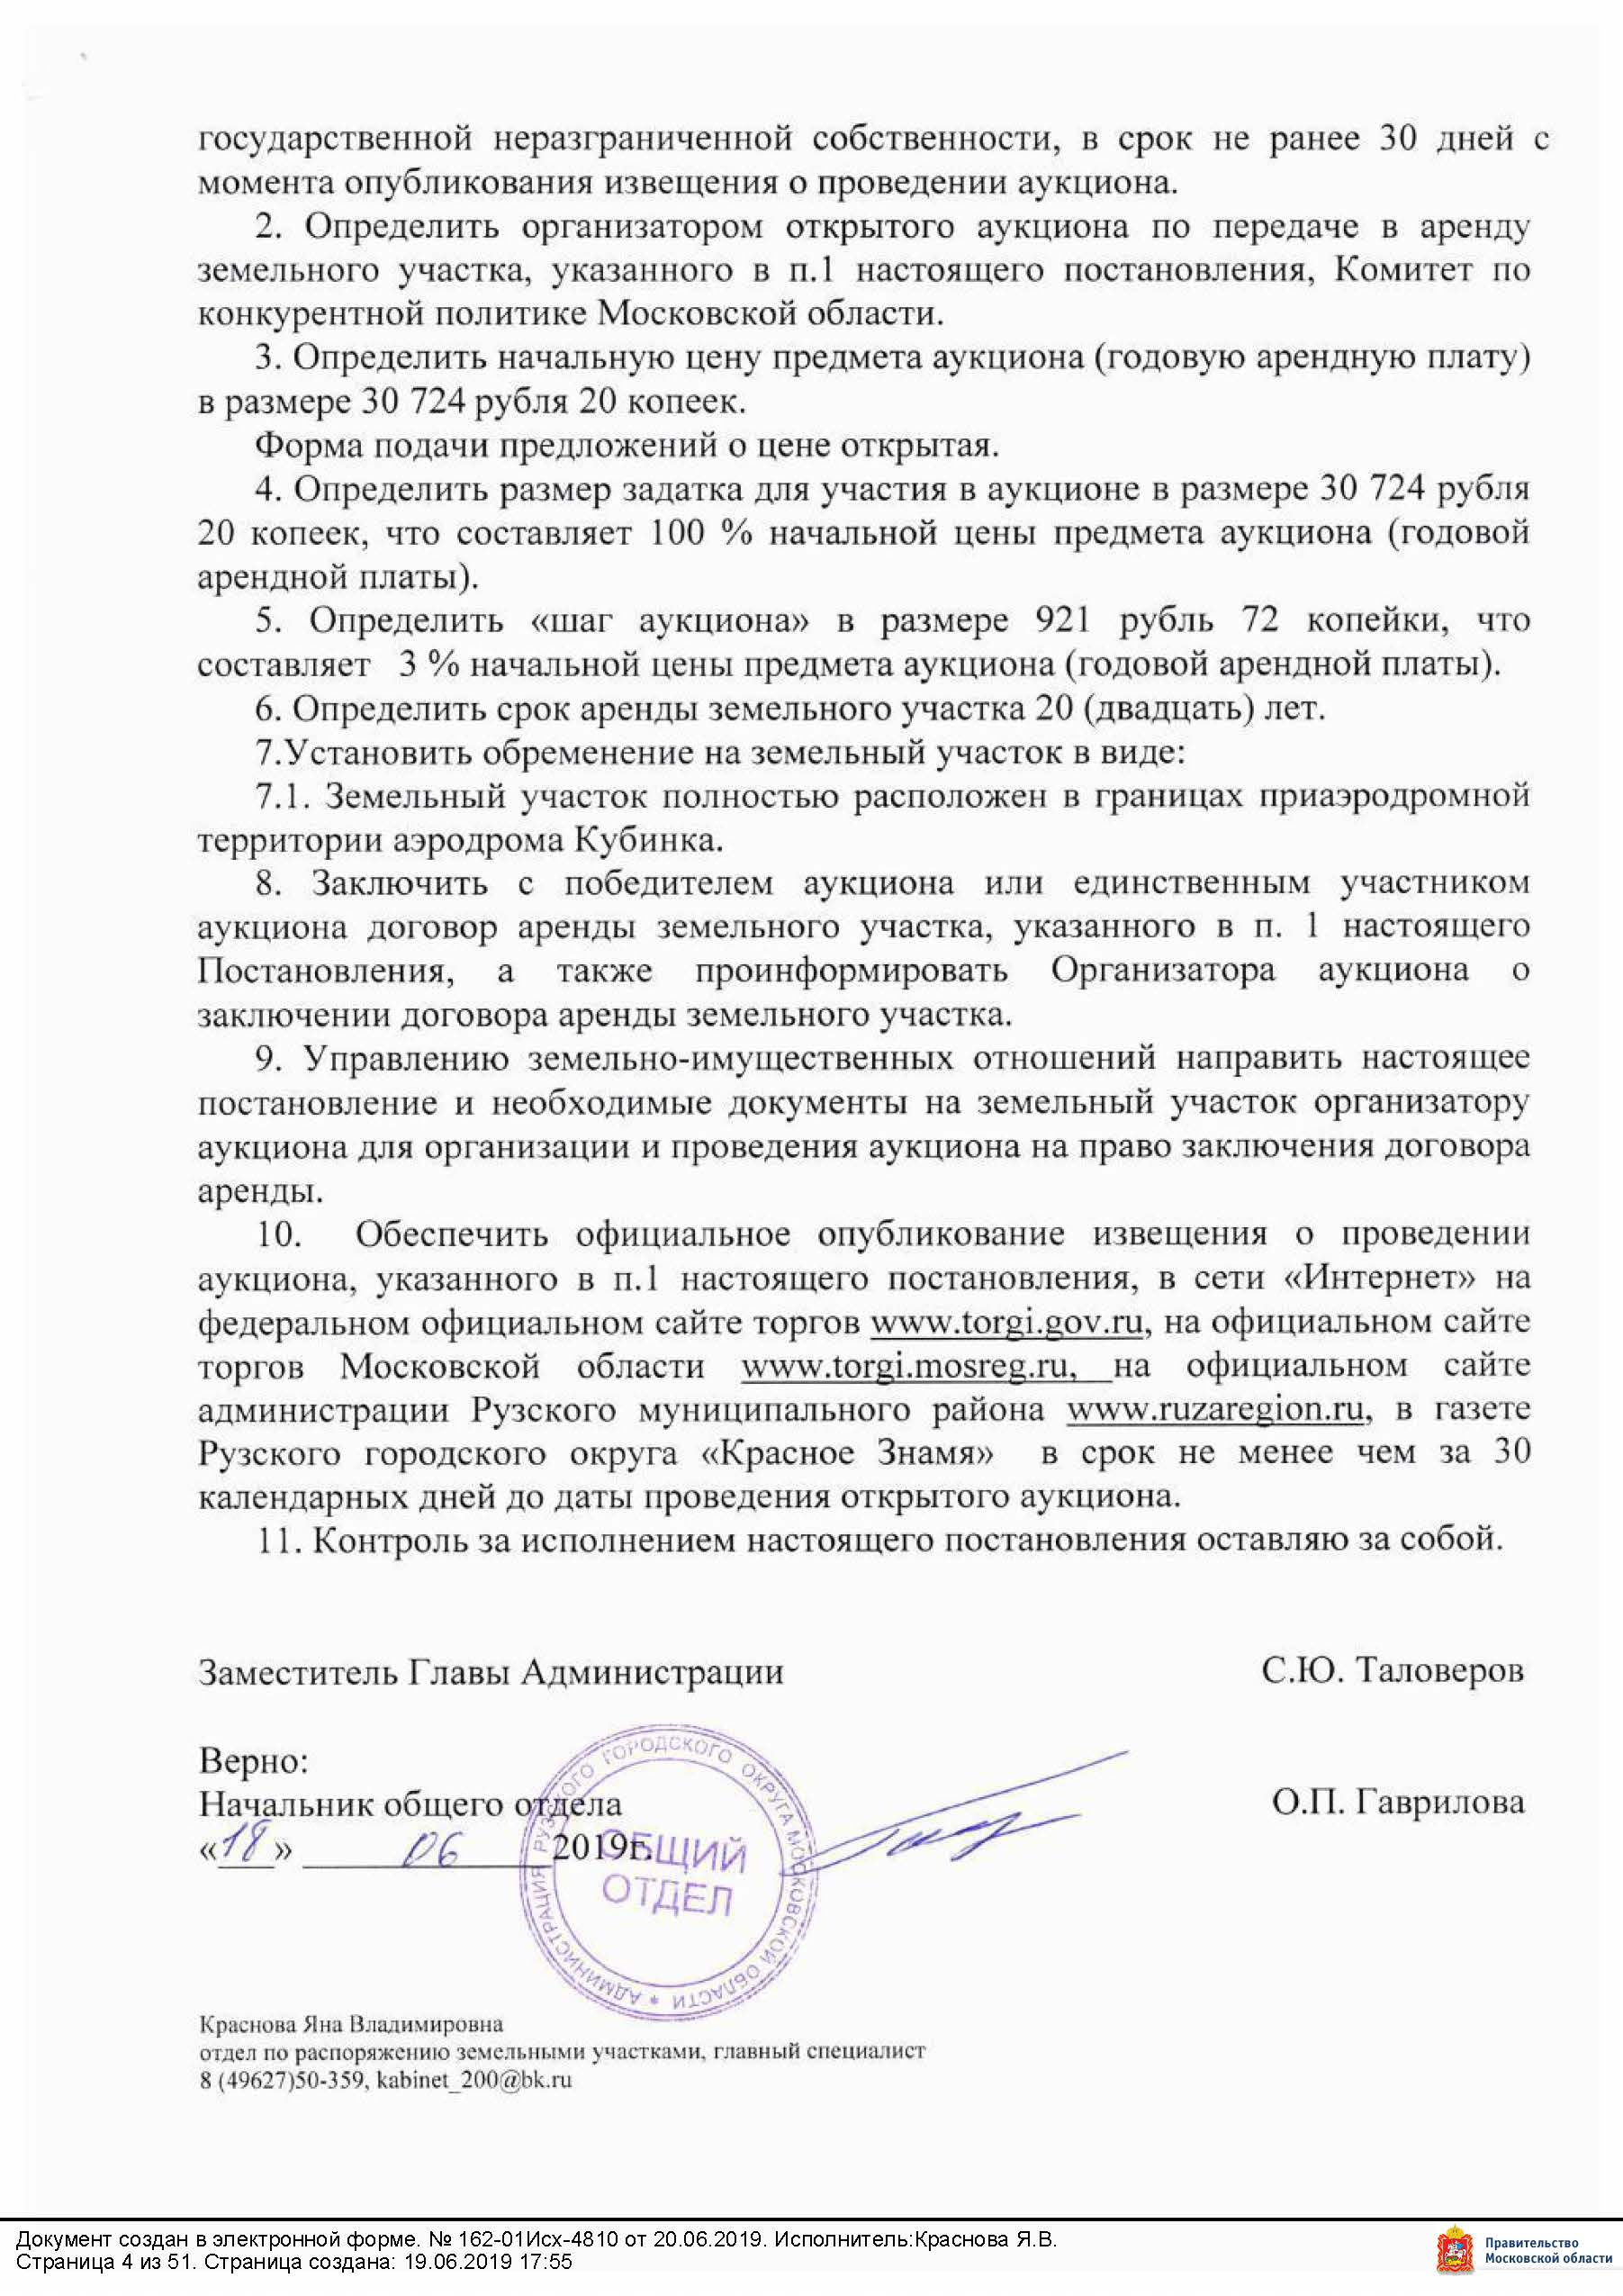 государственной неразграниченной собственности, в срок не ранее 30 дней с
момента опубликования извещения о проведении аукциона.
2. Определить организатором открытого аукциона по передаче в аренду
земельного участка, указанного в п.1 настоящего постановления, Комитет по
конкурентной политике Московской области.
3. Определить начальную цену предмета аукциона (годовую арендную плату)
в размере 30 724 рубля 20 копеек.
Форма подачи предложений о цене открытая.
4. Определить размер задатка для участия в аукционе в размере 30 724 рубля
20 копеек, что составляет 100 % начальной цены предмета аукциона (годовой
арендной платы).
5. Определить «шаг аукциона» в размере 921 рубль 72 копейки, что
составляет 3 % начальной цены предмета аукциона (годовой арендной платы).
6. Определить срок аренды земельного участка 20 (двадцать) лет.
7.Установить обременение на земельный участок в виде:
7.1. Земельный участок полностью расположен в границах приаэродромной
территории аэродрома Кубинка.
8. Заключить с победителем аукциона или единственным участником
аукциона договор аренды земельного участка, указанного в п. 1 настоящего
Постановления, а также проинформировать Организатора аукциона о
заключении договора аренды земельного участка.
9. Управлению земельно-имущественных отношений направить настоящее
постановление и необходимые документы на земельный участок организатору
аукциона для организации и проведения аукциона на право заключения договора
аренды.
10. Обеспечить официальное опубликование извещения о проведении
аукциона, указанного в п.1 настоящего постановления, в сети «Интернет» на
федеральном официальном сайте торгов www.torgi.gov.ru, на официальном сайте
торгов Московской области www.torgi.mosreg.ru, на официальном сайте
администрации Рузского муниципального района www.ruzaregion.ru, в газете
Рузского городского округа «Красное Знамя» в срок не менее чем за 30
календарных дней до даты проведения открытого аукциона.
11. Контроль за исполнением настоящего постановления оставляю за собой.
Заместитель Главы Администрации С.Ю. Таловеров
Верно:
Начальник общего отдела О.П. Гаврилова
«18» 06 2019г.
АДМИНИСТРАЦИЯ РУЗСКОГО ГОРОДСКОГО ОКРУГА МОСКОВСКОЙ ОБЛАСТИ *
ОБЩИЙ
ОТДЕЛ
Краснова Яна Владимировна
отдел по распоряжению земельными участками, главный специалист
8 (49627)50-359, kabinet_200@bk.ru
Документ создан в электронной форме. № 162-01Исх-4810 от 20.06.2019. Исполнитель:Краснова Я.В.
Страница 4 из 51. Страница создана: 19.06.2019 17:55
Правительство
Московской области